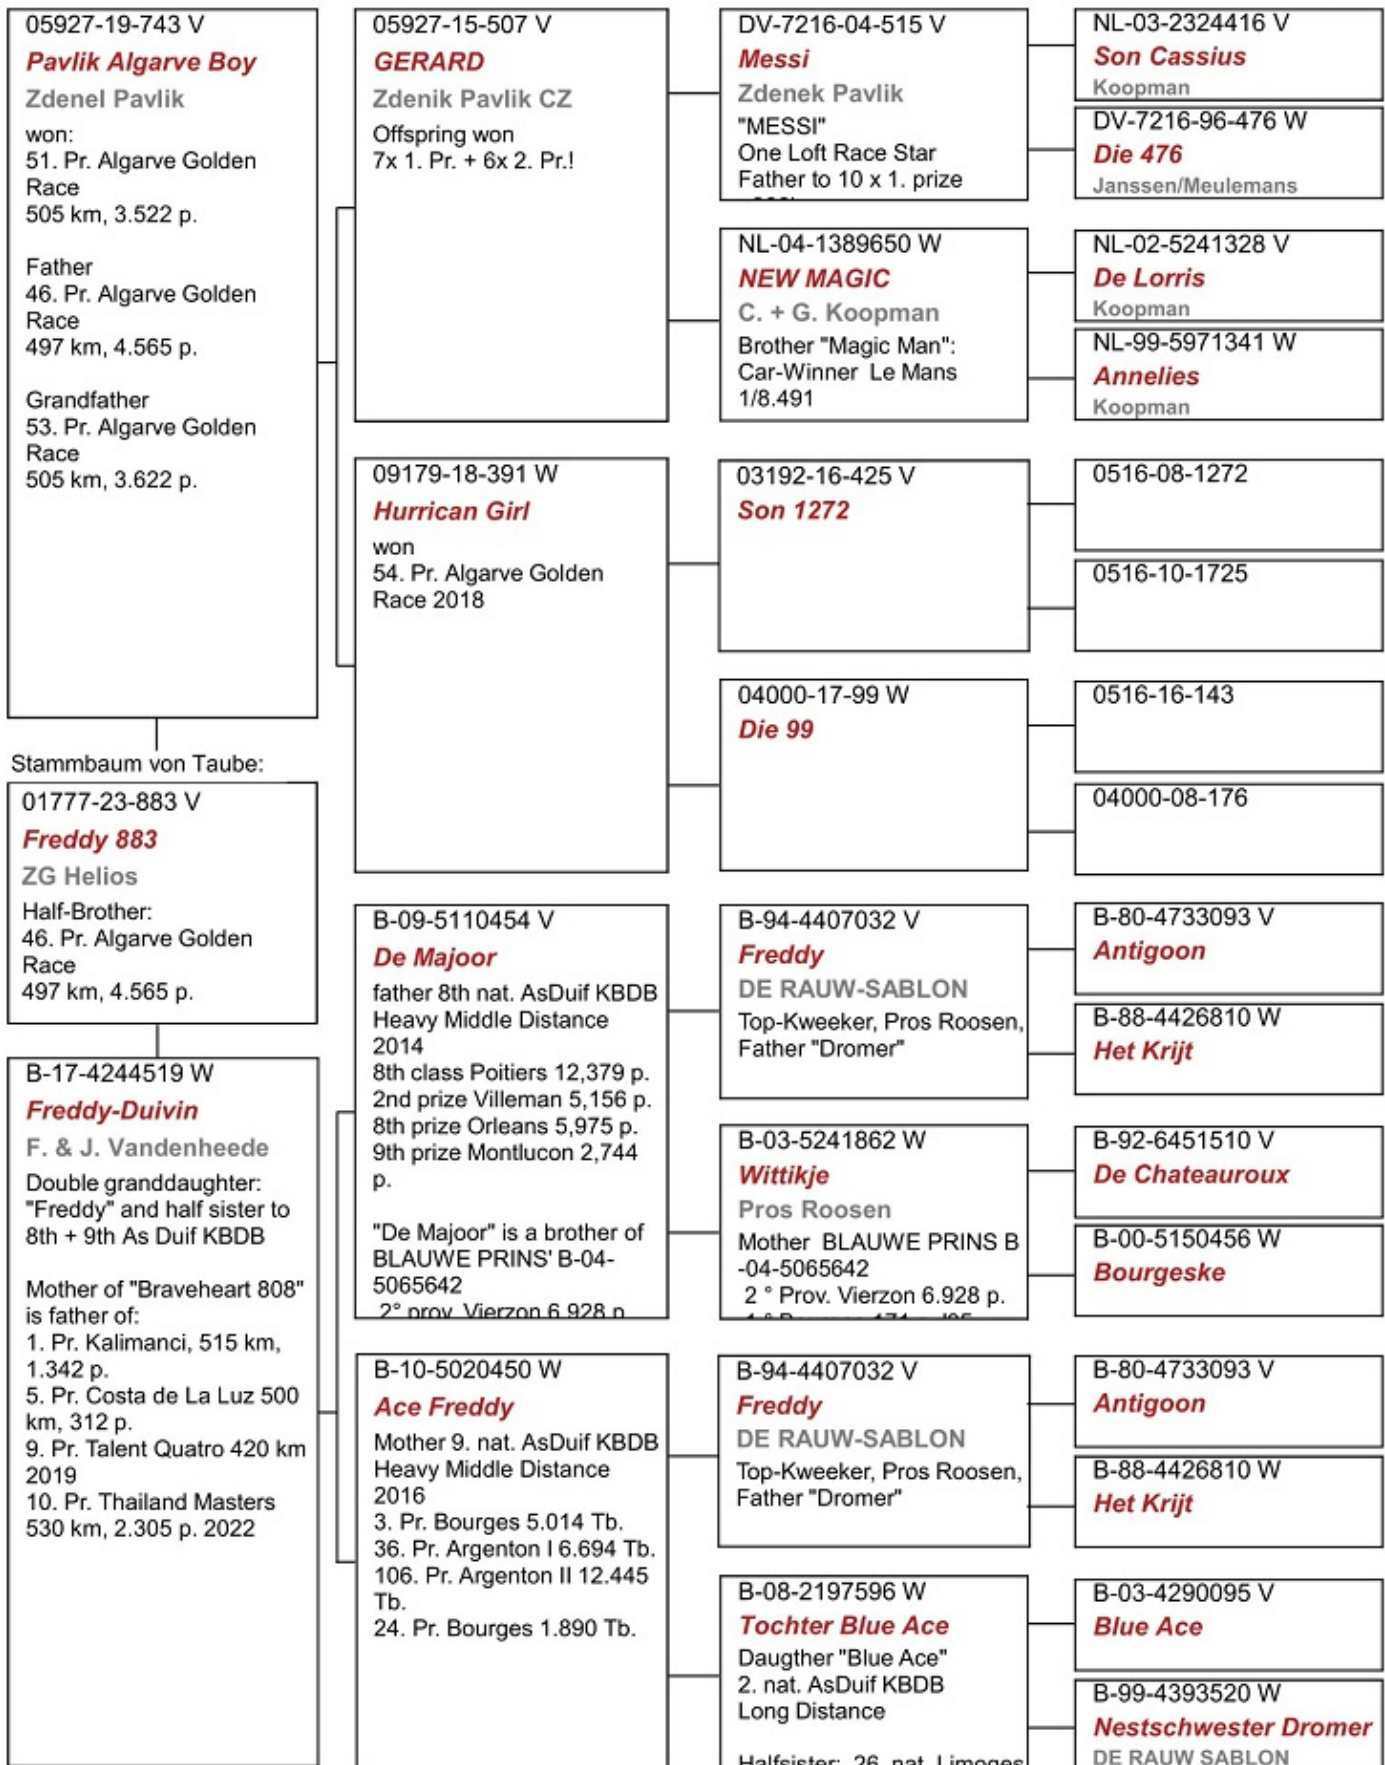 05927-19-743 V
Pavlik Algarve Boy
Zdenel Pavlik
won:
51. Pr. Algarve Golden
Race
505 km, 3.522 p.
Father
46. Pr. Algarve Golden
Race
497 km, 4.565 p.
Grandfather
53. Pr. Algarve Golden
Race
505 km, 3.622 p.
Stammbaum von Taube:
01777-23-883 V
Freddy 883
ZG Helios
Half-Brother:
46. Pr. Algarve Golden
Race
497 km, 4.565 p.
B-17-4244519 W
Freddy-Duivin
F. & J. Vandenheede
Double granddaughter:
"Freddy" and half sister to
8th + 9th As Duif KBDB
Mother of "Braveheart 808"
is father of:
1. Pr. Kalimanci, 515 km,
1.342 p.
5. Pr. Costa de La Luz 500
km, 312 p.
9. Pr. Talent Quatro 420 km
2019
10. Pr. Thailand Masters
530 km, 2.305 p. 2022
05927-15-507 V
GERARD
Zdenik Pavlik CZ
Offspring won
7x 1. Pr. + 6x 2. Pr.!
09179-18-391 W
Hurrican Girl
won
54. Pr. Algarve Golden
Race 2018
B-09-5110454 V
De Majoor
father 8th nat. AsDuif KBDB
Heavy Middle Distance
2014
8th class Poitiers 12,379 p.
2nd prize Villeman 5,156 p.
8th prize Orleans 5,975 p.
9th prize Montlucon 2,744
p.
"De Majoor" is a brother of
BLAUWE PRINS' B-04-
5065642
2° prov. Vierzon 6.928 p
B-10-5020450 W
Ace Freddy
Mother 9. nat. AsDuif KBDB
Heavy Middle Distance
2016
3. Pr. Bourges 5.014 Tb.
36. Pr. Argenton I 6.694 Tb.
106. Pr. Argenton II 12.445
Tb.
24. Pr. Bourges 1.890 Tb.
DV-7216-04-515 V
Messi
Zdenek Pavlik
"MESSI"
One Loft Race Star
Father to 10 x 1. prize
NL-04-1389650 W
NEW MAGIC
C. + G. Koopman
Brother "Magic Man":
Car-Winner Le Mans
1/8.491
03192-16-425 V
Son 1272
04000-17-99 W
Die 99
B-94-4407032 V
Freddy
DE RAUW-SABLON
Top-Kweeker, Pros Roosen,
Father "Dromer"
B-03-5241862 W
Wittikje
Pros Roosen
Mother BLAUWE PRINS B
-04-5065642
2 ° Prov. Vierzon 6.928 p.
B-94-4407032 V
Freddy
DE RAUW-SABLON
Top-Kweeker, Pros Roosen,
Father "Dromer"
B-08-2197596 W
Tochter Blue Ace
Daugther "Blue Ace"
2. nat. AsDuif KBDB
Long Distance
Halfsister: 26. nat. Limoges
NL-03-2324416 V
Son Cassius
Koopman
DV-7216-96-476 W
Die 476
Janssen/Meulemans
NL-02-5241328 V
De Lorris
Koopman
NL-99-5971341 W
Annelies
Koopman
0516-08-1272
0516-10-1725
0516-16-143
04000-08-176
B-80-4733093 V
Antigoon
B-88-4426810 W
Het Krijt
B-92-6451510 V
De Chateauroux
B-00-5150456 W
Bourgeske
B-80-4733093 V
Antigoon
B-88-4426810 W
Het Krijt
B-03-4290095 V
Blue Ace
B-99-4393520 W
Nestschwester Dromer
DE RAUW SABLON